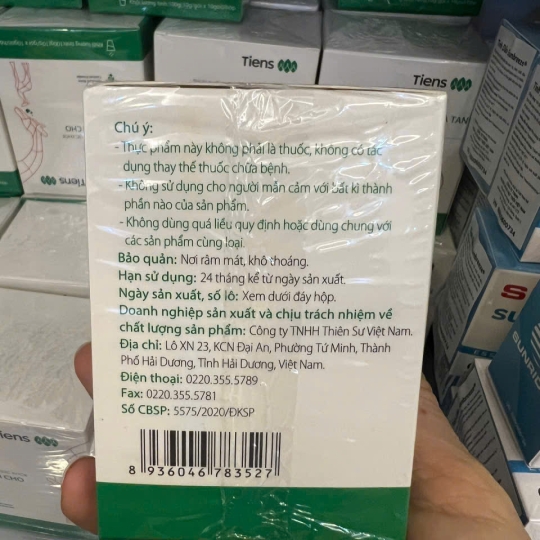 Tiens
Tiens
Chú ý:
- Thực phẩm này không phải là thuốc, không có tác
dụng thay thế thuốc chữa bệnh.
- Không sử dụng cho người mẫn cảm với bất kì thành
phần nào của sản phẩm.
- Không dùng quá liều quy định hoặc dùng chung với
các sản phẩm cùng loại.
Bảo quản: Nơi râm mát, khô thoáng.
Hạn sử dụng: 24 tháng kể từ ngày sản xuất.
Ngày sản xuất, số lô: Xem dưới đáy hộp.
Doanh nghiệp sản xuất và chịu trách nhiệm về
chất lượng sản phẩm: Công ty TNHH Thiên Sư Việt Nam.
Địa chỉ: Lô XN 23, KCN Đại An, Phường Tứ Minh, Thành
Phố Hải Dương, Tỉnh Hải Dương, Việt Nam.
Điện thoại: 0220.355.5789
Fax: 0220.355.5781
Số CBSP: 5575/2020/ĐKSP
8 936046 783527
Tiens